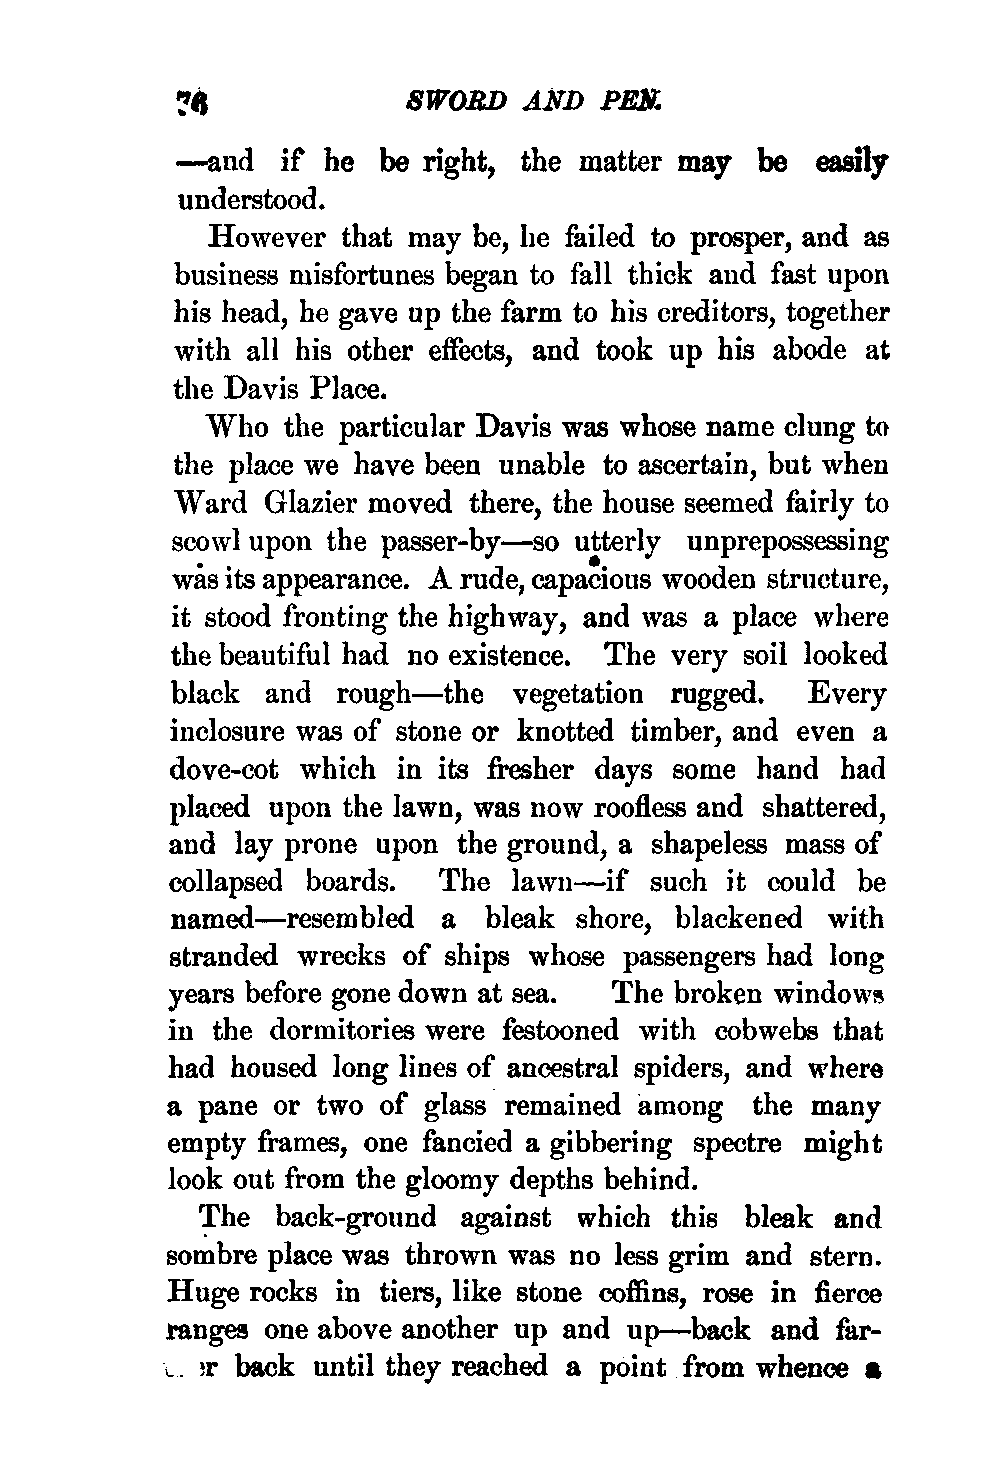 76 SWORD AND PEN.
—and if he be right, the matter may be easily
understood.
However that may be, he failed to prosper, and as
business misfortunes began to fall thick and fast upon
his head, he gave up the farm to his creditors, together
with all his other effects, and took up his abode at
the Davis Place.
Who the particular Davis was whose name clung to
the place we have been unable to ascertain, but when
Ward Glazier moved there, the house seemed fairly to
scowl upon the passer-by—so utterly unprepossessing
was its appearance. A rude, capacious wooden structure,
it stood fronting the highway, and was a place where
the beautiful had no existence. The very soil looked
black and rough—the vegetation rugged. Every
inclosure was of stone or knotted timber, and even a
dove-cot which in its fresher days some hand had
placed upon the lawn, was now roofless and shattered,
and lay prone upon the ground, a shapeless mass of
collapsed boards. The lawn—if such it could be
named—resembled a bleak shore, blackened with
stranded wrecks of ships whose passengers had long
years before gone down at sea. The broken windows
in the dormitories were festooned with cobwebs that
had housed long lines of ancestral spiders, and where
a pane or two of glass remained among the many
empty frames, one fancied a gibbering spectre might
look out from the gloomy depths behind.
The back-ground against which this bleak and
sombre place was thrown was no less grim and stern.
Huge rocks in tiers, like stone coffins, rose in fierce
ranges one above another up and up—back and far-
back until they reached a point from whence a